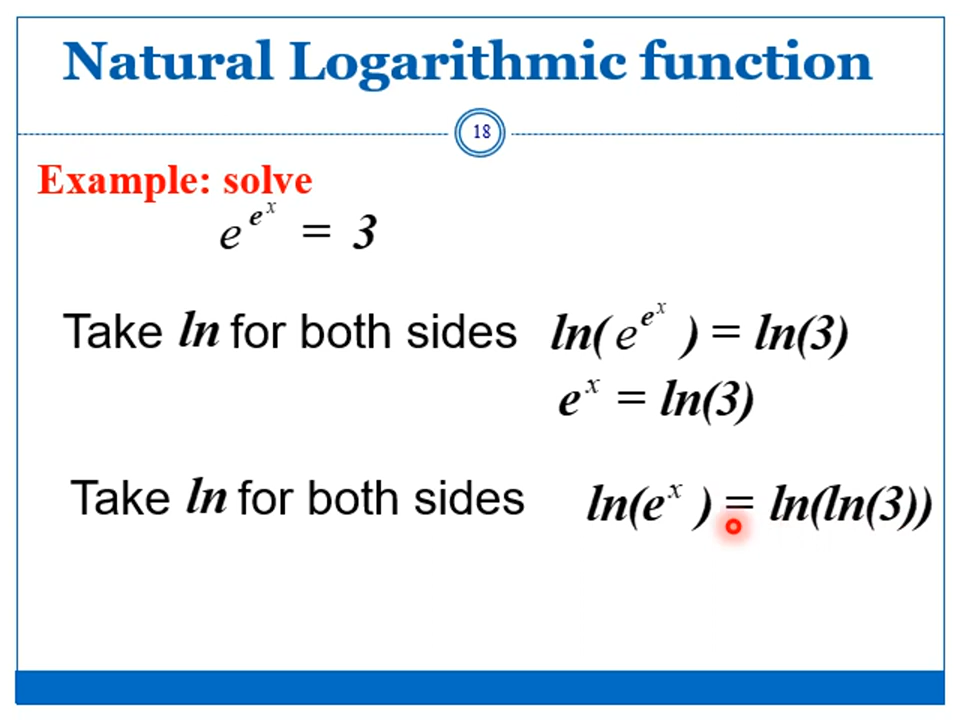 Natural Logarithmic function
18
Example: solve
e^{e^x} = 3
Take ln for both sides ln( e^{e^x} ) = ln(3)
e^x = ln(3)
Take ln for both sides ln(e^x ) = ln(ln(3))